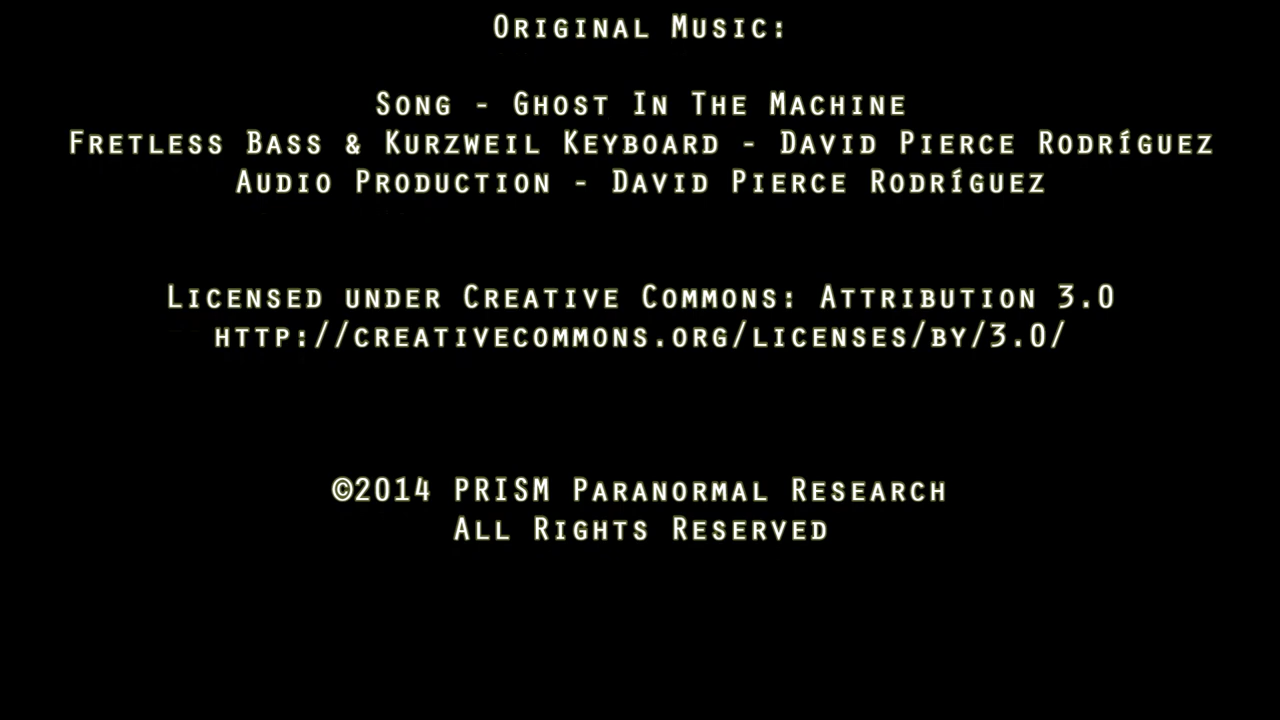 Original Music:
Song - Ghost In The Machine
Fretless Bass & Kurzweil Keyboard - David Pierce Rodríguez
Audio Production - David Pierce Rodríguez
Licensed under Creative Commons: Attribution 3.0
http://creativecommons.org/licenses/by/3.0/
©2014 PRISM Paranormal Research
All Rights Reserved